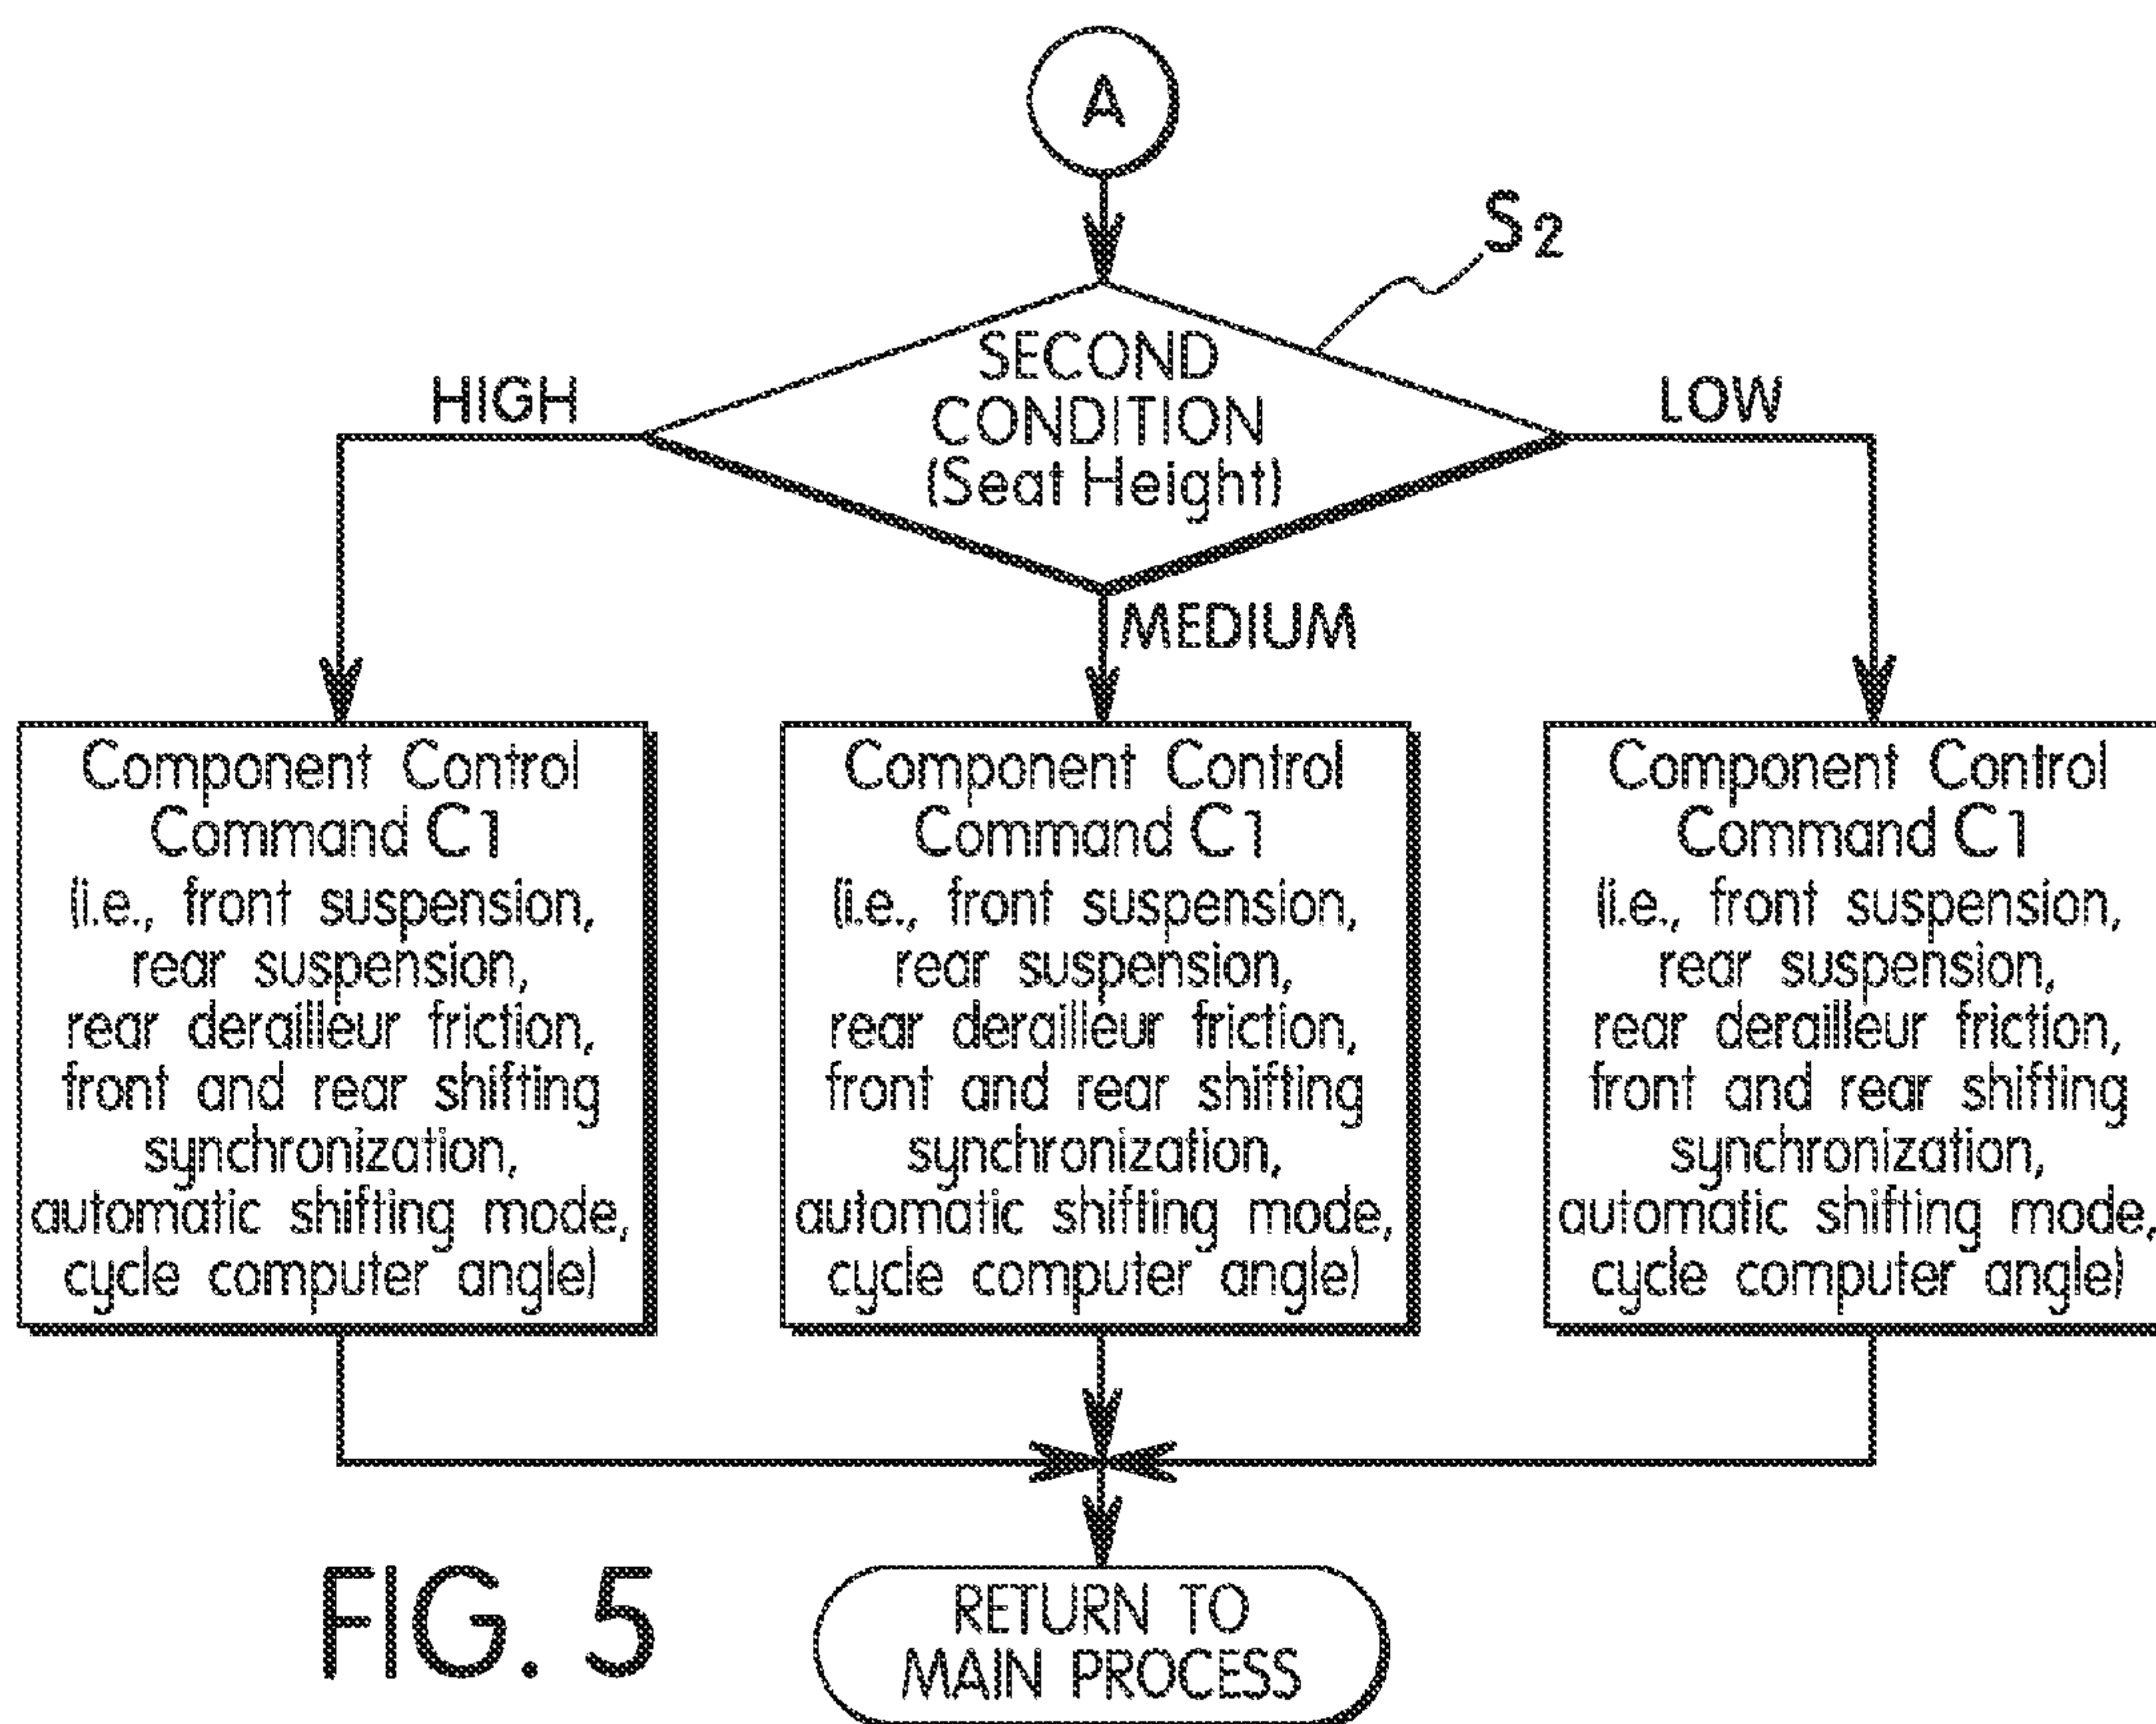 A
S2
SECOND
CONDITION
(Seat Height)
HIGH
LOW
MEDIUM
Component Control
Command C1
(i.e., front suspension,
rear suspension,
rear derailleur friction,
front and rear shifting
synchronization,
automatic shifting mode,
cycle computer angle)
Component Control
Command C1
(i.e., front suspension,
rear suspension,
rear derailleur friction,
front and rear shifting
synchronization,
automatic shifting mode,
cycle computer angle)
Component Control
Command C1
(i.e., front suspension,
rear suspension,
rear derailleur friction,
front and rear shifting
synchronization,
automatic shifting mode,
cycle computer angle)
RETURN TO
MAIN PROCESS
FIG. 5